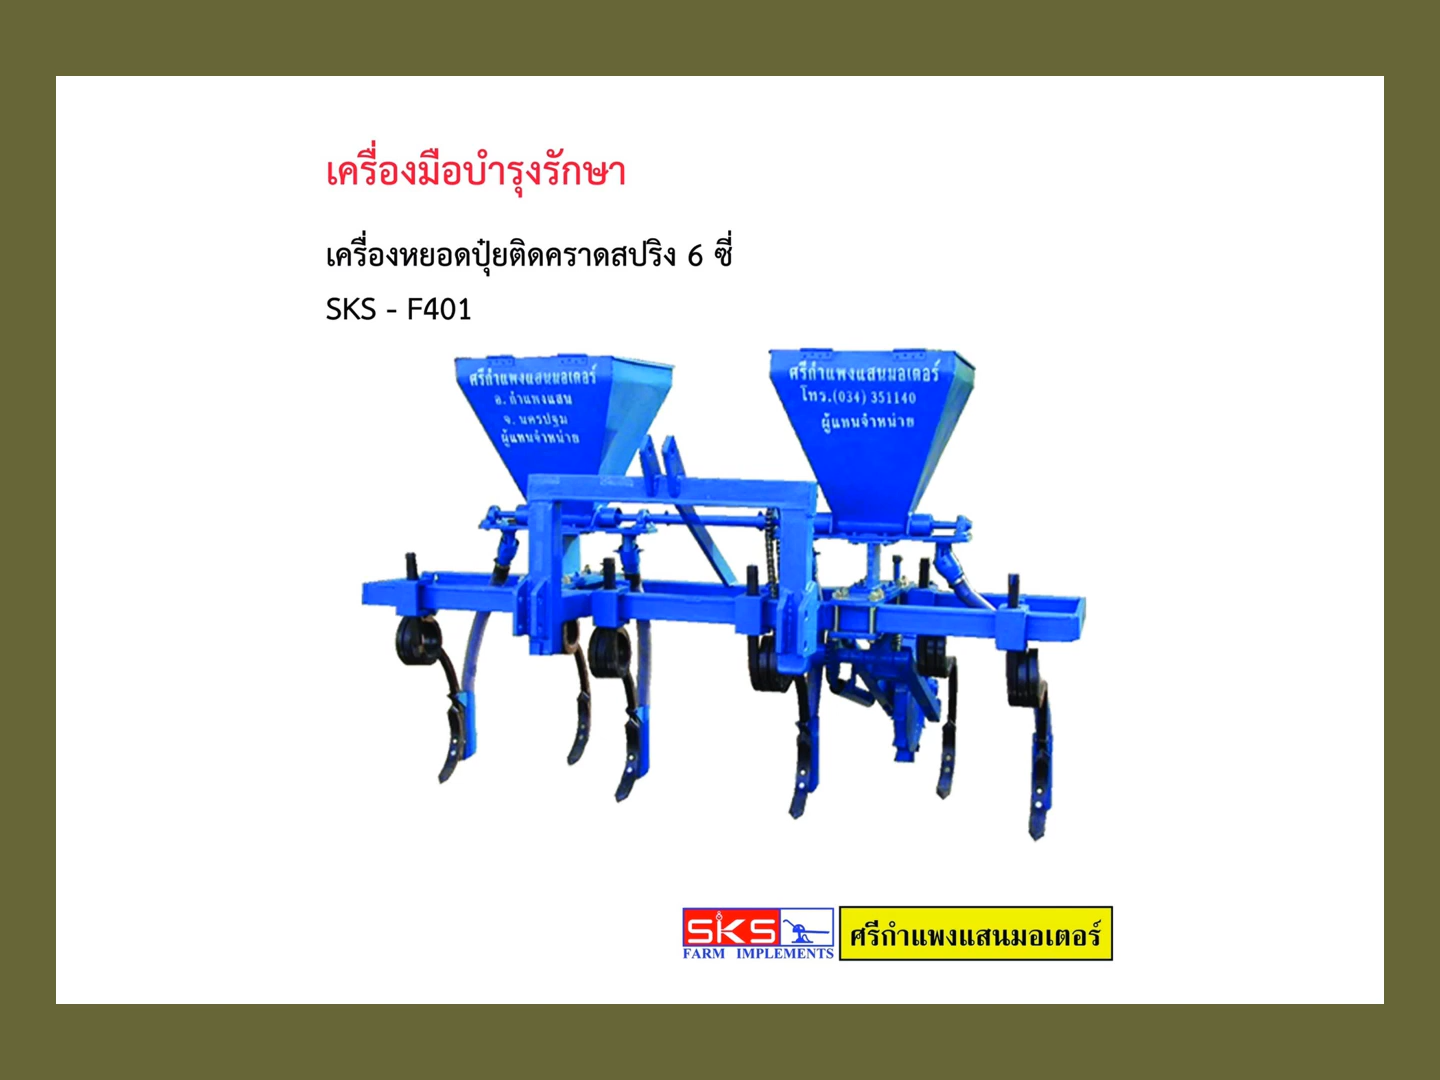 เครื่องมือบำรุงรักษา
เครื่องหยอดปุ๋ยติดคราดสปริง 6 ซี่
SKS - F401
ศรีกำแพงแสนมอเตอร์
อ. กำแพงแสน
จ. นครปฐม
ผู้แทนจำหน่าย
ศรีกำแพงแสนมอเตอร์
โทร.(034) 351140
ผู้แทนจำหน่าย
SKS
FARM IMPLEMENTS
ศรีกำแพงแสนมอเตอร์